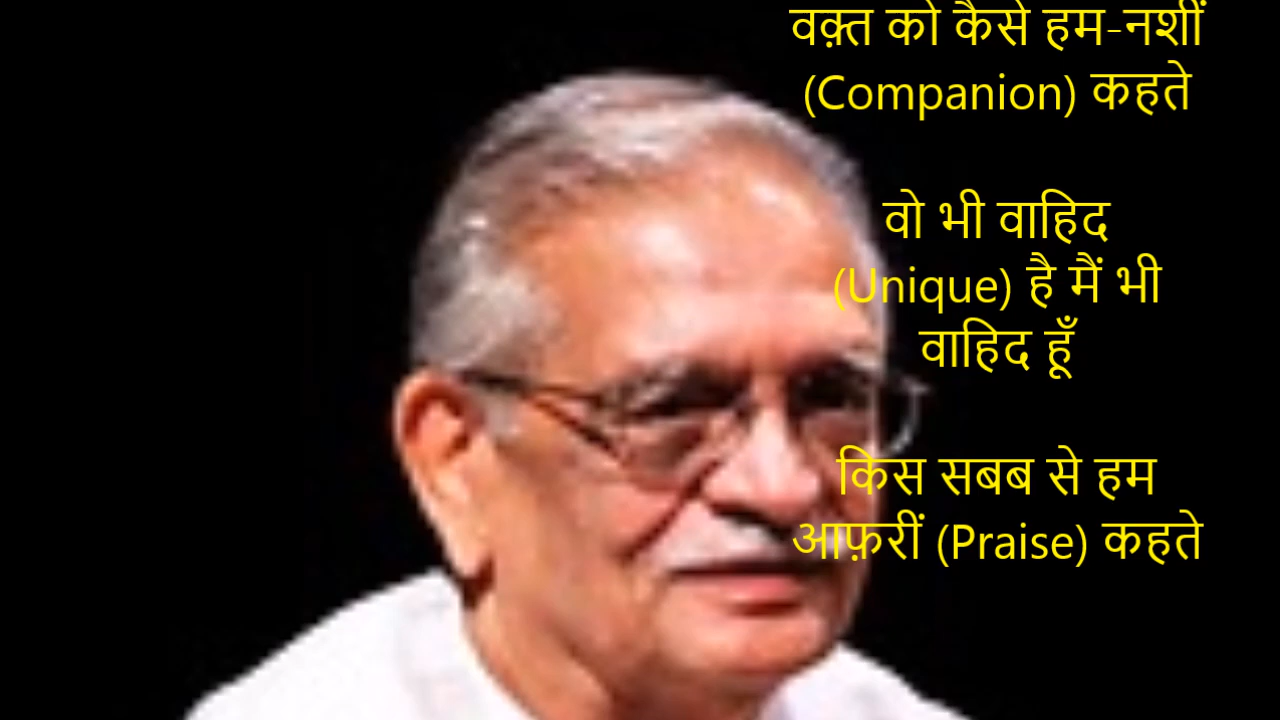 वक़्त को कैसे हम-नशीं
(Companion) कहते
वो भी वाहिद
(Unique) है मैं भी
वाहिद हूँ
किस सबब से हम
आफ़रीं (Praise) कहते